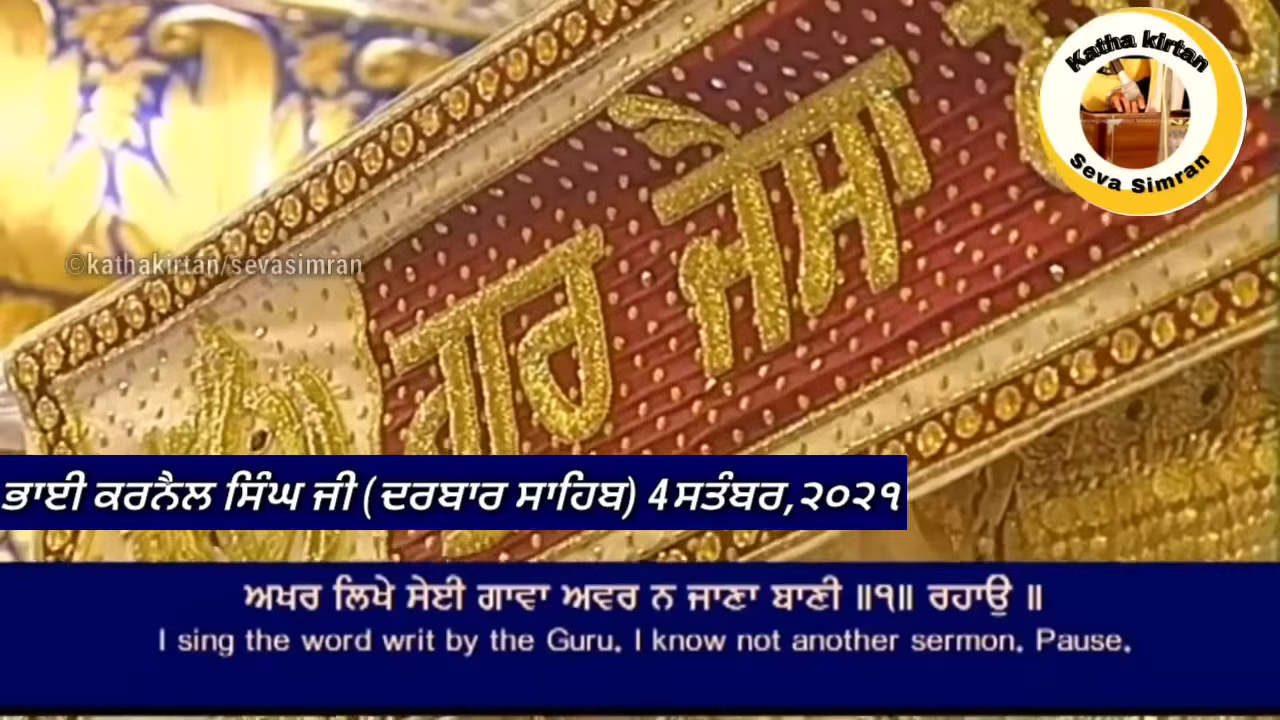 Katha kirtan
Seva Simran
©kathakirtan/sevasimran
ਗੁਰ ਜੈਸਾ
ਭਾਈ ਕਰਨੈਲ ਸਿੰਘ ਜੀ (ਦਰਬਾਰ ਸਾਹਿਬ) 4 ਸਤੰਬਰ,੨੦੨੧
ਅਖਰ ਲਿਖੇ ਸੇਈ ਗਾਵਾ ਅਵਰ ਨ ਜਾਣਾ ਬਾਣੀ ॥੧॥ ਰਹਾਉ ॥
I sing the word writ by the Guru. I know not another sermon. Pause.